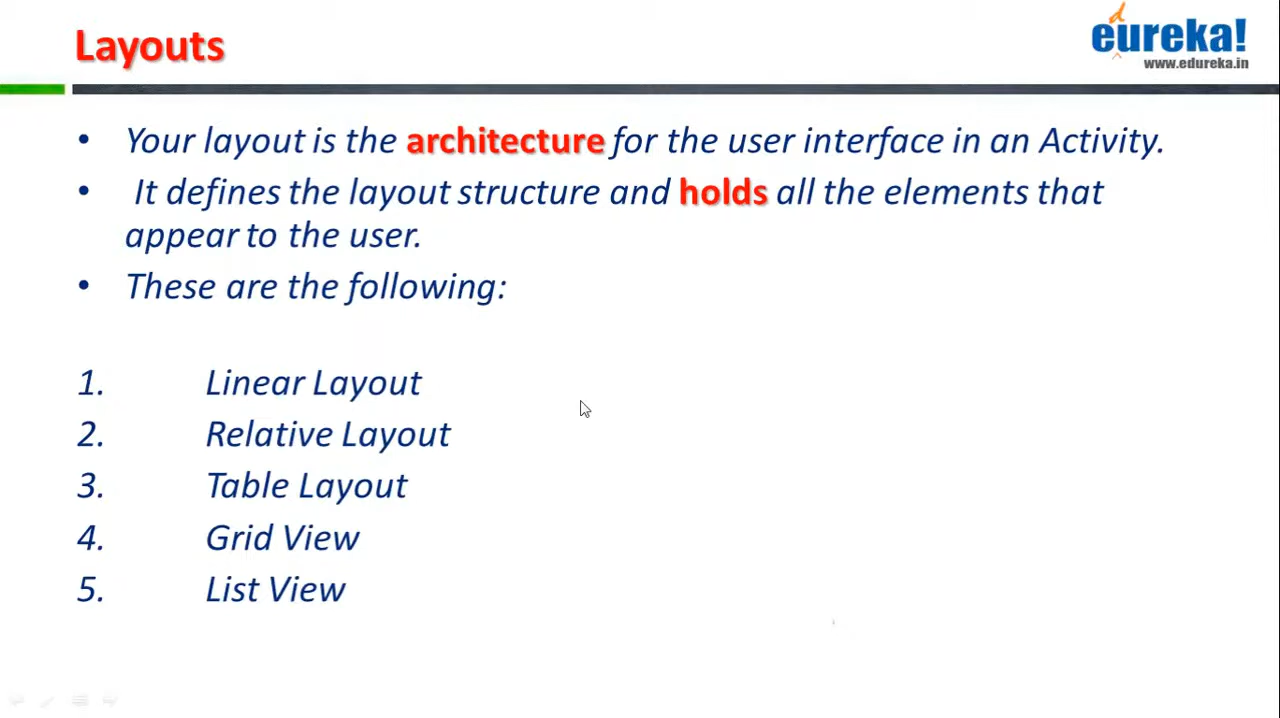 Layouts
edureka!
www.edureka.in
• Your layout is the architecture for the user interface in an Activity.
• It defines the layout structure and holds all the elements that
appear to the user.
• These are the following:
1. Linear Layout
2. Relative Layout
3. Table Layout
4. Grid View
5. List View